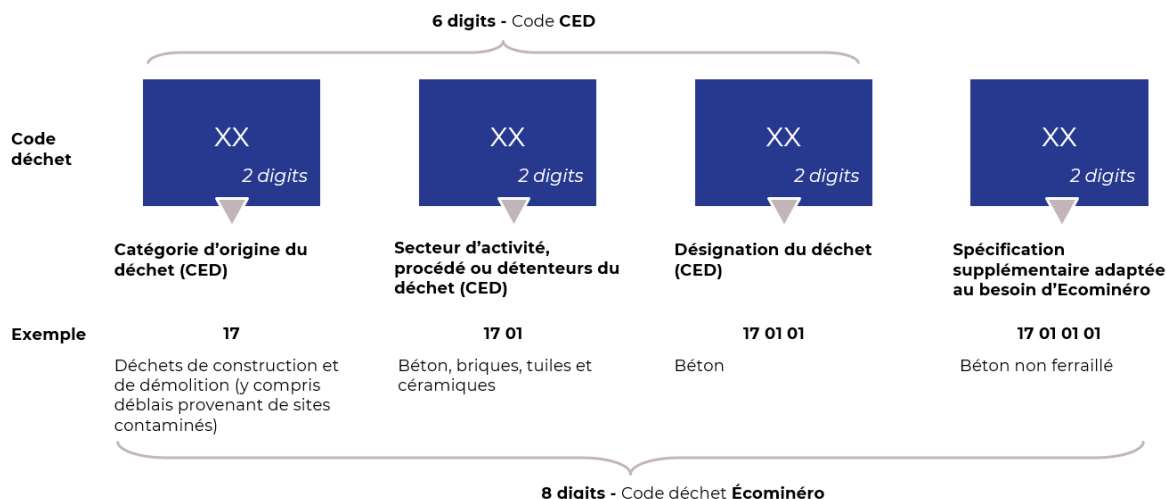 6 digits - Code CED
Code
déchet
XX
2 digits
XX
2 digits
XX
2 digits
XX
2 digits
Catégorie d'origine du
déchet (CED)
Secteur d'activité,
procédé ou détenteurs du
déchet (CED)
Désignation du déchet
(CED)
Spécification
supplémentaire adaptée
au besoin d'Ecominéro
Exemple
17
17 01
17 01 01
17 01 01 01
Déchets de construction et
de démolition (y compris
déblais provenant de sites
contaminés)
Béton, briques, tuiles et
céramiques
Béton
Béton non ferraillé
8 digits - Code déchet Écominéro